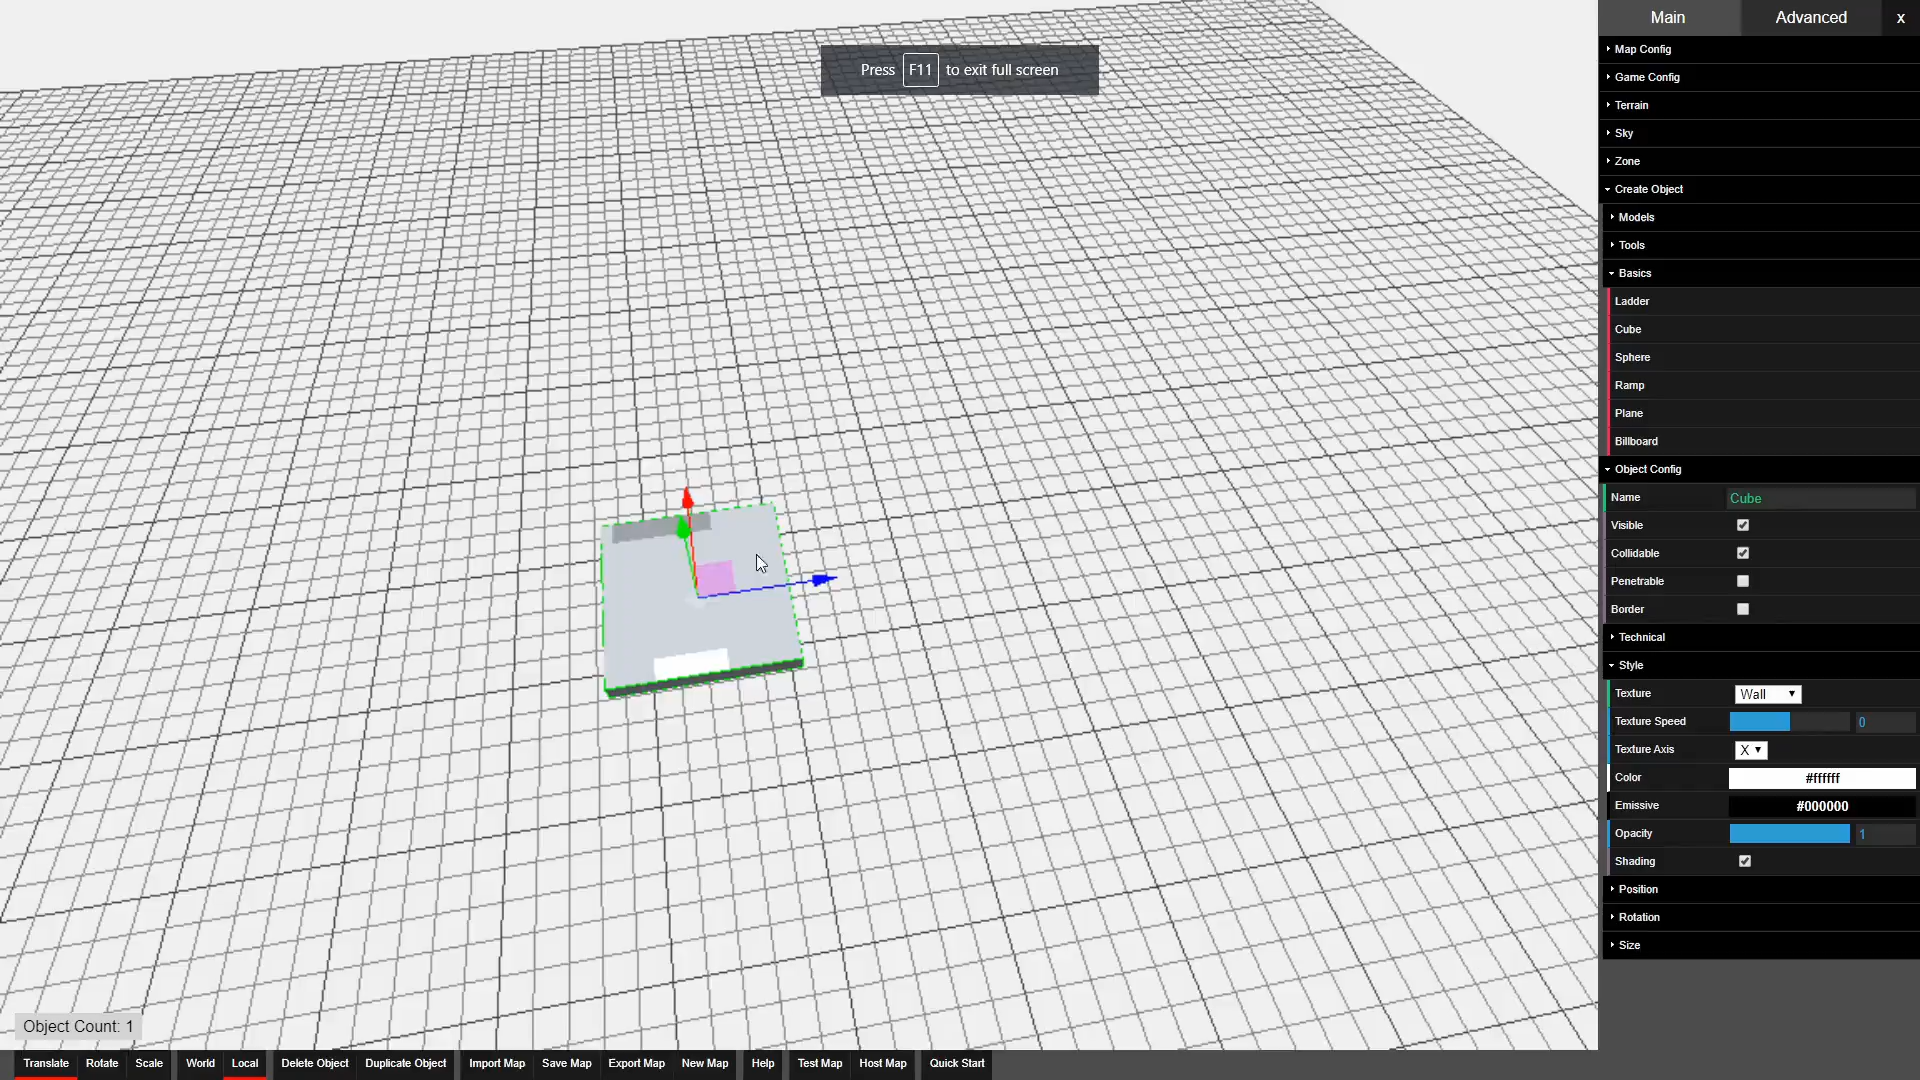 Main Advanced x
Press F11 to exit full screen
Map Config
Game Config
Terrain
Sky
Zone
Create Object
Models
Tools
Basics
Ladder
Cube
Sphere
Ramp
Plane
Billboard
Object Config
Name Cube
Visible
Collidable
Penetrable
Border
Technical
Style
Texture Wall
Texture Speed 0
Texture Axis X
Color #ffffff
Emissive #000000
Opacity 1
Shading
Position
Rotation
Size
Object Count: 1
Translate Rotate Scale World Local Delete Object Duplicate Object Import Map Save Map Export Map New Map Help Test Map Host Map Quick Start